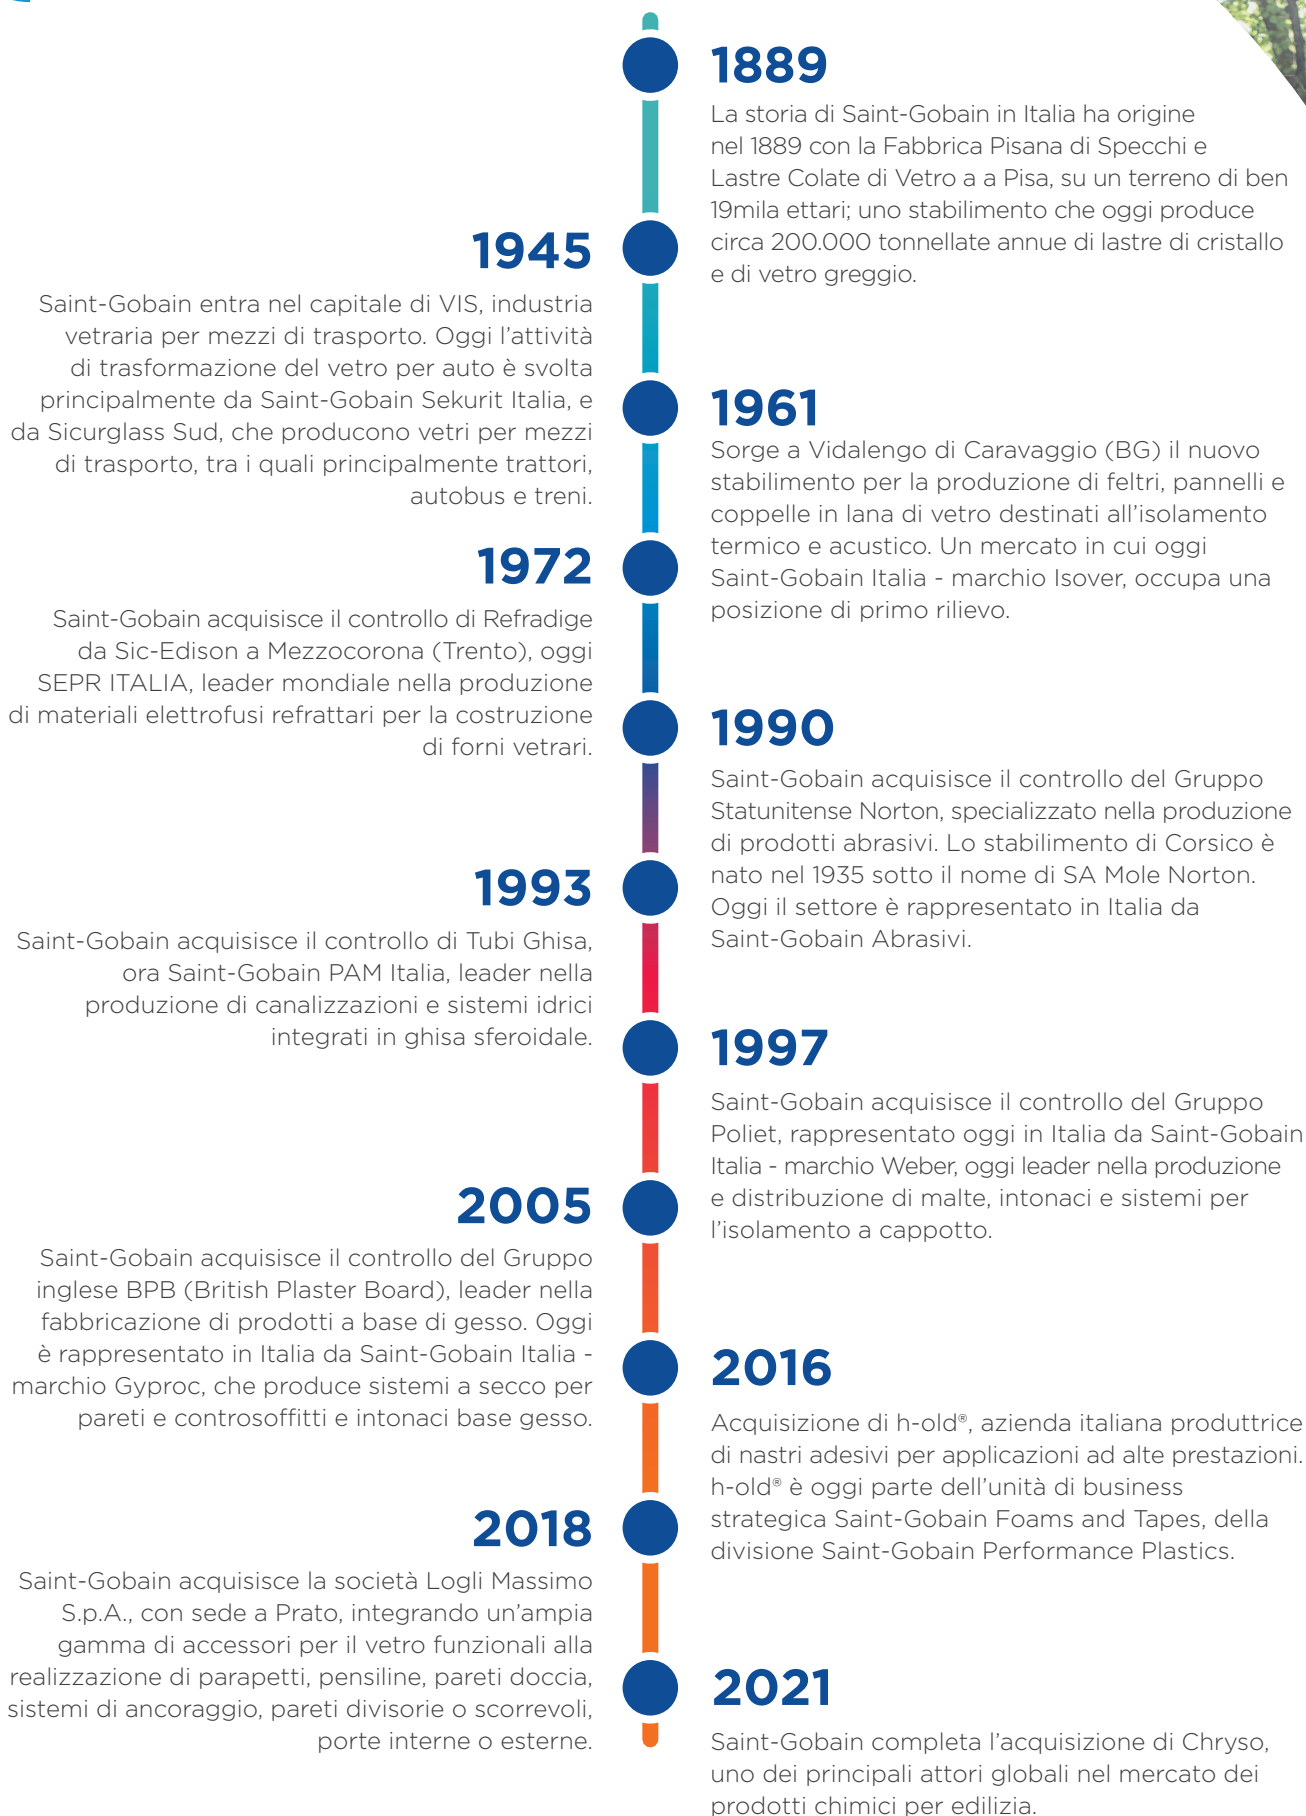 1889
La storia di Saint-Gobain in Italia ha origine
nel 1889 con la Fabbrica Pisana di Specchi e
Lastre Colate di Vetro a a Pisa, su un terreno di ben
19mila ettari; uno stabilimento che oggi produce
circa 200.000 tonnellate annue di lastre di cristallo
e di vetro greggio.
1945
Saint-Gobain entra nel capitale di VIS, industria
vetraria per mezzi di trasporto. Oggi l'attività
di trasformazione del vetro per auto è svolta
principalmente da Saint-Gobain Sekurit Italia, e
da Sicurglass Sud, che producono vetri per mezzi
di trasporto, tra i quali principalmente trattori,
autobus e treni.
1961
Sorge a Vidalengo di Caravaggio (BG) il nuovo
stabilimento per la produzione di feltri, pannelli e
coppelle in lana di vetro destinati all'isolamento
termico e acustico. Un mercato in cui oggi
Saint-Gobain Italia - marchio Isover, occupa una
posizione di primo rilievo.
1972
Saint-Gobain acquisisce il controllo di Refradige
da Sic-Edison a Mezzocorona (Trento), oggi
SEPR ITALIA, leader mondiale nella produzione
di materiali elettrofusi refrattari per la costruzione
di forni vetrari.
1990
Saint-Gobain acquisisce il controllo del Gruppo
Statunitense Norton, specializzato nella produzione
di prodotti abrasivi. Lo stabilimento di Corsico è
nato nel 1935 sotto il nome di SA Mole Norton.
Oggi il settore è rappresentato in Italia da
Saint-Gobain Abrasivi.
1993
Saint-Gobain acquisisce il controllo di Tubi Ghisa,
ora Saint-Gobain PAM Italia, leader nella
produzione di canalizzazioni e sistemi idrici
integrati in ghisa sferoidale.
1997
Saint-Gobain acquisisce il controllo del Gruppo
Poliet, rappresentato oggi in Italia da Saint-Gobain
Italia - marchio Weber, oggi leader nella produzione
e distribuzione di malte, intonaci e sistemi per
l'isolamento a cappotto.
2005
Saint-Gobain acquisisce il controllo del Gruppo
inglese BPB (British Plaster Board), leader nella
fabbricazione di prodotti a base di gesso. Oggi
è rappresentato in Italia da Saint-Gobain Italia -
marchio Gyproc, che produce sistemi a secco per
pareti e controsoffitti e intonaci base gesso.
2016
Acquisizione di h-old®, azienda italiana produttrice
di nastri adesivi per applicazioni ad alte prestazioni.
h-old® è oggi parte dell'unità di business
strategica Saint-Gobain Foams and Tapes, della
divisione Saint-Gobain Performance Plastics.
2018
Saint-Gobain acquisisce la società Logli Massimo
S.p.A., con sede a Prato, integrando un'ampia
gamma di accessori per il vetro funzionali alla
realizzazione di parapetti, pensiline, pareti doccia,
sistemi di ancoraggio, pareti divisorie o scorrevoli,
porte interne o esterne.
2021
Saint-Gobain completa l'acquisizione di Chryso,
uno dei principali attori globali nel mercato dei
prodotti chimici per edilizia.